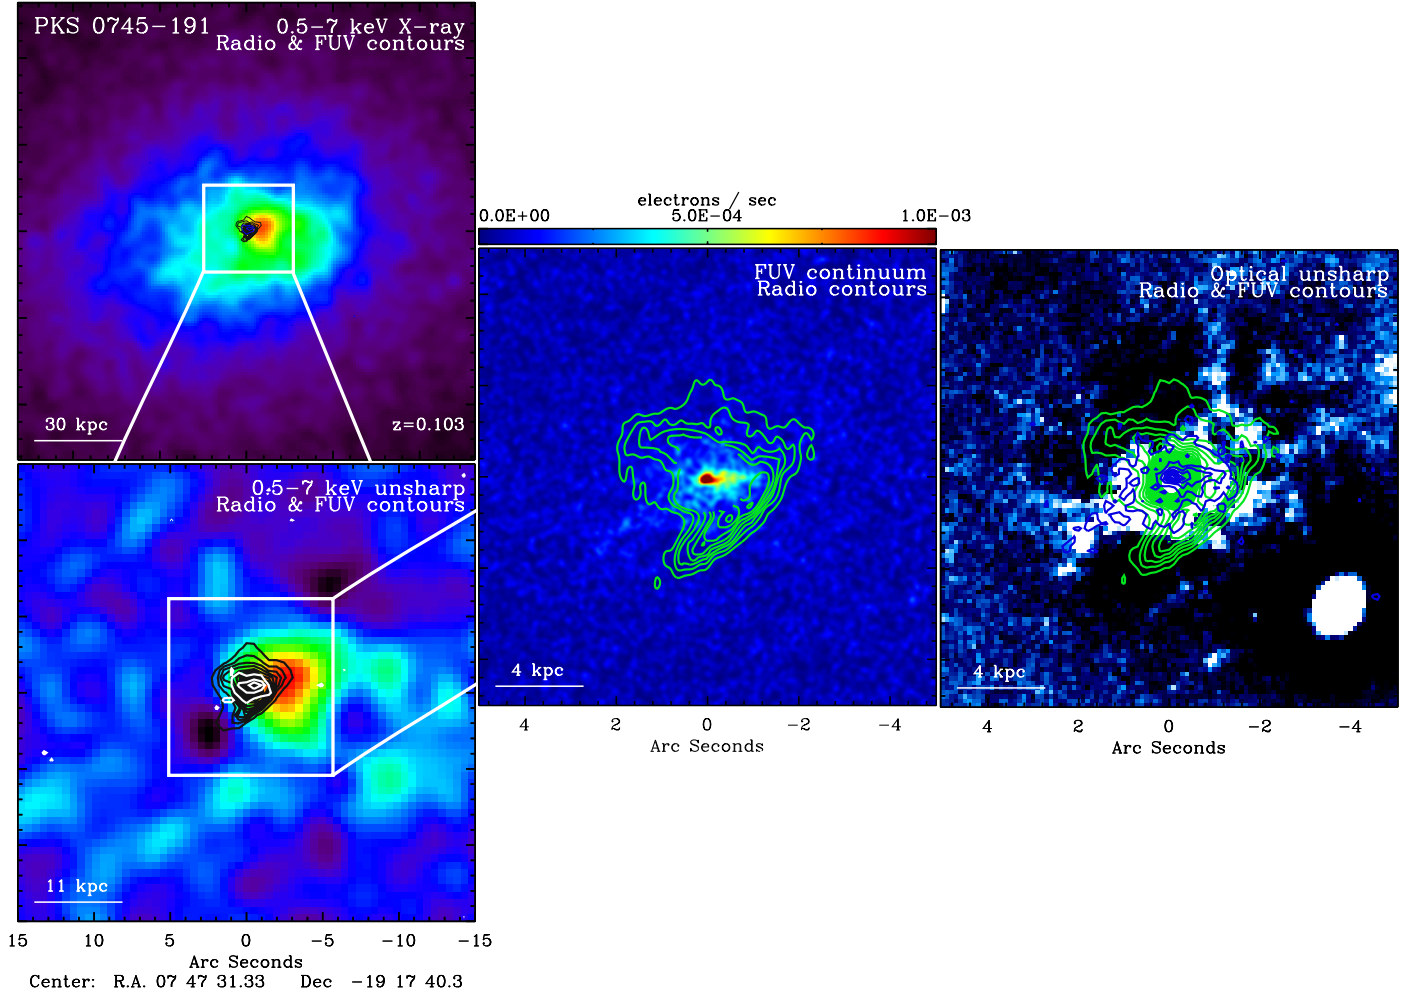 PKS 0745-191 0.5-7 keV X-ray
Radio & FUV contours
30 kpc z=0.103
0.5-7 keV unsharp
Radio & FUV contours
11 kpc
15 10 5 0 -5 -10 -15
Arc Seconds
Center: R.A. 07 47 31.33 Dec -19 17 40.3
electrons / sec
0.0E+00 5.0E-04 1.0E-03
FUV continuum
Radio contours
4 kpc
4 2 0 -2 -4
Arc Seconds
Optical unsharp
Radio & FUV contours
4 kpc
4 2 0 -2 -4
Arc Seconds